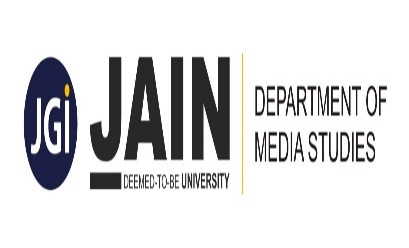 JGi
JAIN
DEEMED-TO-BE UNIVERSITY
DEPARTMENT OF
MEDIA STUDIES